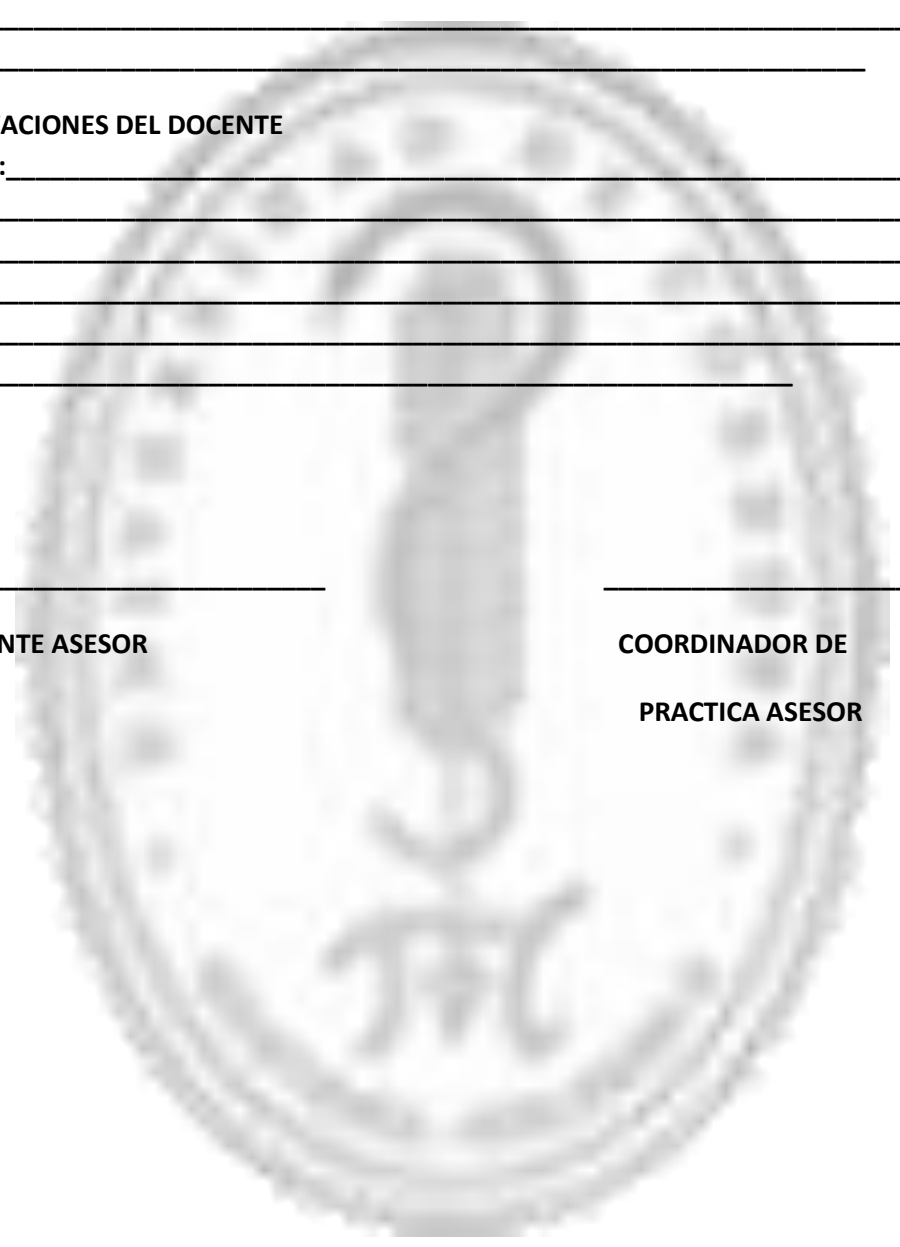 ACIONES DEL DOCENTE
:
NTE ASESOR COORDINADOR DE
PRACTICA ASESOR